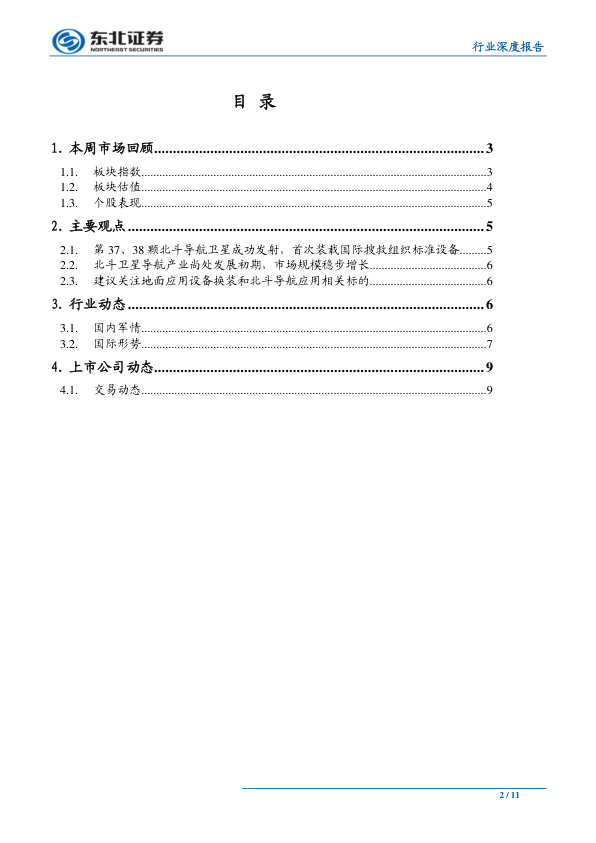 东北证券
NORTHEAST SECURITIES
行业深度报告
目 录
1. 本周市场回顾........................................................................................ 3
1.1. 板块指数...................................................................................................................3
1.2. 板块估值...................................................................................................................4
1.3. 个股表现...................................................................................................................5
2. 主要观点............................................................................................... 5
2.1. 第 37、38 颗北斗导航卫星成功发射，首次装载国际搜救组织标准设备.........5
2.2. 北斗卫星导航产业尚处发展初期，市场规模稳步增长.......................................6
2.3. 建议关注地面应用设备换装和北斗导航应用相关标的.......................................6
3. 行业动态............................................................................................... 6
3.1. 国内军情...................................................................................................................6
3.2. 国际形势...................................................................................................................7
4. 上市公司动态........................................................................................ 9
4.1. 交易动态...................................................................................................................9
2 / 11